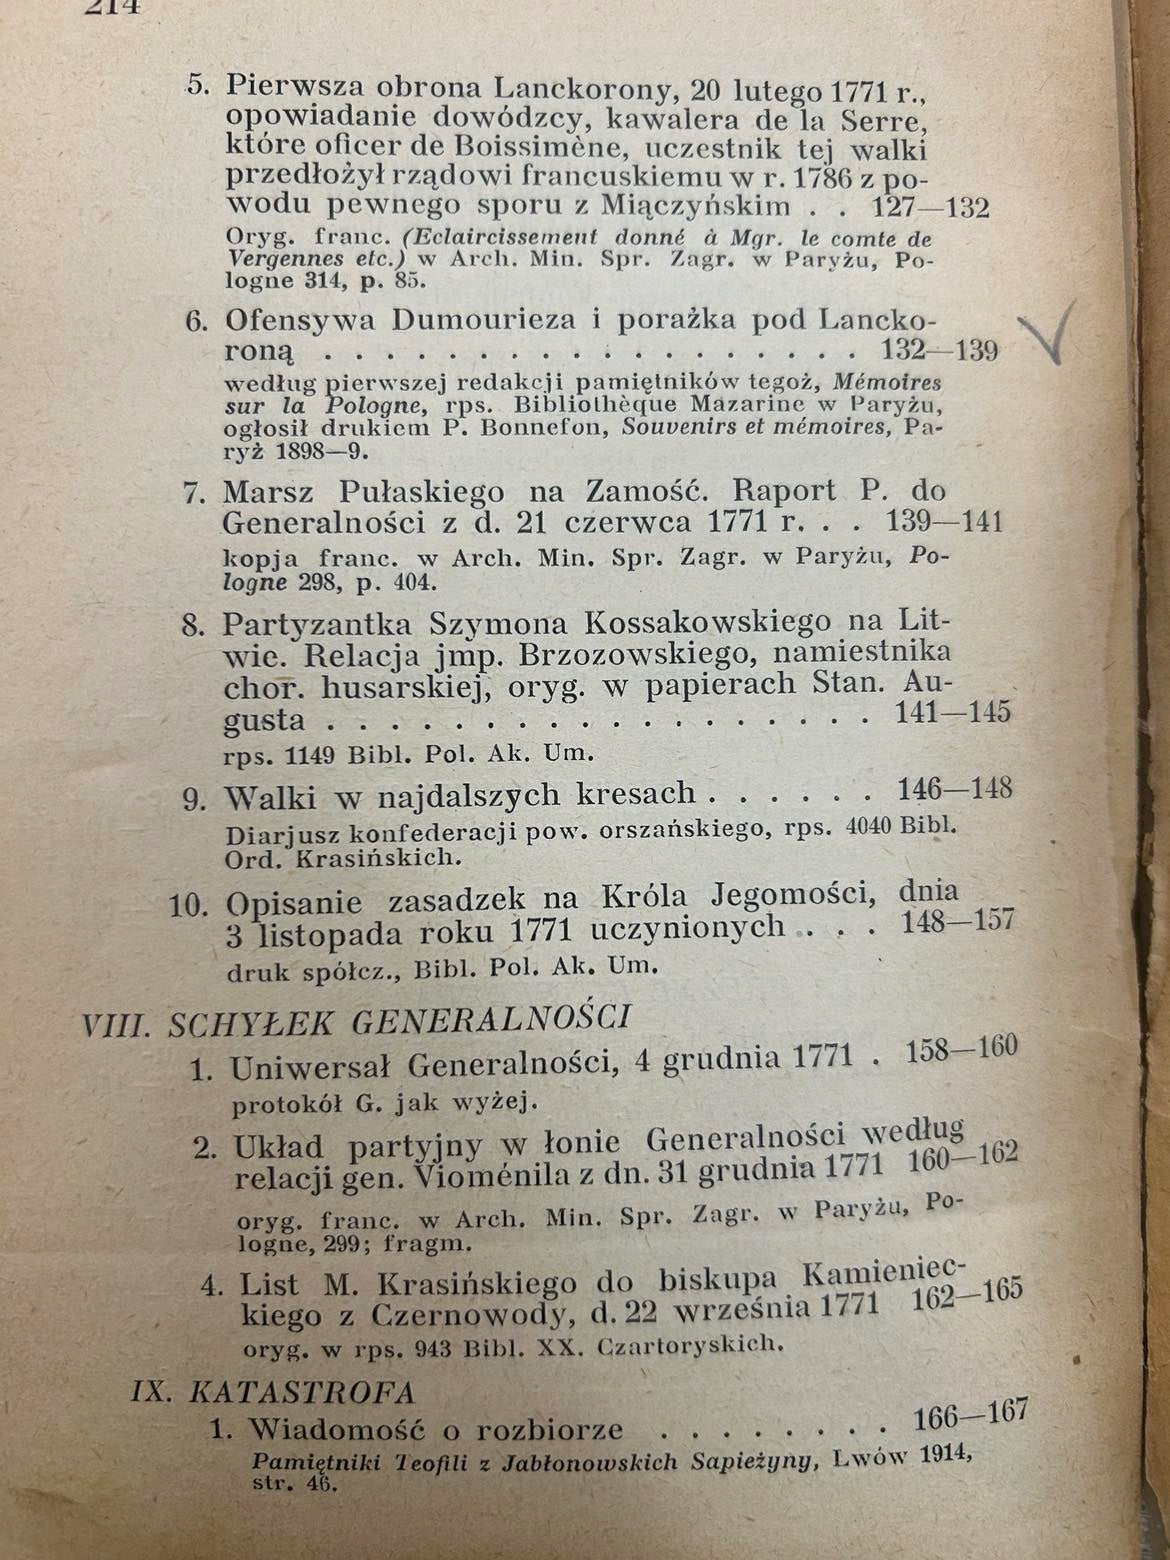 214
5. Pierwsza obrona Lanckorony, 20 lutego 1771 r.,
opowiadanie dowódzcy, kawalera de la Serre,
które oficer de Boissimène, uczestnik tej walki
przedłożył rządowi francuskiemu w r. 1786 z po-
wodu pewnego sporu z Miączyńskim . . 127—132
Oryg. franc. (Eclaircissement donné à Mgr. le comte de
Vergennes etc.) w Arch. Min. Spr. Zagr. w Paryżu, Po-
logne 314, p. 85.
6. Ofensywa Dumourieza i porażka pod Lancko-
roną . . . . . . . . . . . . . . . . . 132—139
według pierwszej redakcji pamiętników tegoż, Mémoires
sur la Pologne, rps. Bibliothèque Mazarine w Paryżu,
ogłosił drukiem P. Bonnefon, Souvenirs et mémoires, Pa-
ryż 1898—9.
7. Marsz Pułaskiego na Zamość. Raport P. do
Generalności z d. 21 czerwca 1771 r. . . 139—141
kopja franc. w Arch. Min. Spr. Zagr. w Paryżu, Po-
logne 298, p. 404.
8. Partyzantka Szymona Kossakowskiego na Lit-
wie. Relacja jmp. Brzozowskiego, namiestnika
chor. husarskiej, oryg. w papierach Stan. Au-
gusta . . . . . . . . . . . . . . . . . 141—145
rps. 1149 Bibl. Pol. Ak. Um.
9. Walki w najdalszych kresach . . . . . . 146—148
Diarjusz konfederacji pow. orszańskiego, rps. 4040 Bibl.
Ord. Krasińskich.
10. Opisanie zasadzek na Króla Jegomości, dnia
3 listopada roku 1771 uczynionych . . . 148—157
druk spółcz., Bibl. Pol. Ak. Um.
VIII. SCHYŁEK GENERALNOŚCI
1. Uniwersał Generalności, 4 grudnia 1771 . 158—160
protokół G. jak wyżej.
2. Układ partyjny w łonie Generalności według
relacji gen. Vioménila z dn. 31 grudnia 1771 160—162
oryg. franc. w Arch. Min. Spr. Zagr. w Paryżu, Po-
logne, 299; fragm.
4. List M. Krasińskiego do biskupa Kamieniec-
kiego z Czernowody, d. 22 września 1771 162—165
oryg. w rps. 943 Bibl. XX. Czartoryskich.
IX. KATASTROFA
1. Wiadomość o rozbiorze . . . . . . . . 166—167
Pamiętniki Teofili z Jabłonowskich Sapieżyny, Lwów 1914,
str. 46.